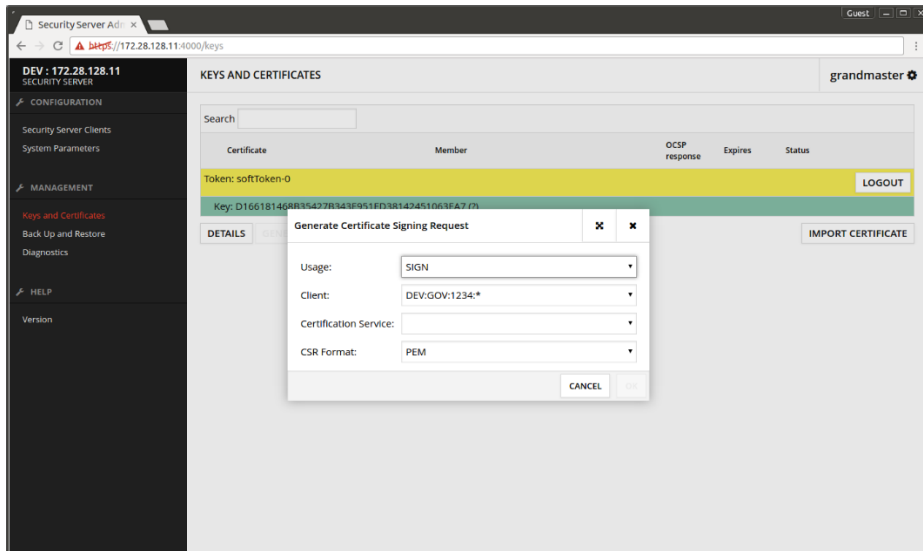 Guest
Security Server Adm
https://172.28.128.11:4000/keys
DEV : 172.28.128.11
SECURITY SERVER
KEYS AND CERTIFICATES
grandmaster
CONFIGURATION
Security Server Clients
System Parameters
MANAGEMENT
Keys and Certificates
Back Up and Restore
Diagnostics
HELP
Version
Search
Certificate Member OCSP response Expires Status
Token: softToken-0
LOGOUT
Key: D166181468B35427B343E951ED38142451063EA7 (?)
DETAILS
IMPORT CERTIFICATE
Generate Certificate Signing Request
Usage: SIGN
Client: DEV:GOV:1234:*
Certification Service:
CSR Format: PEM
CANCEL OK